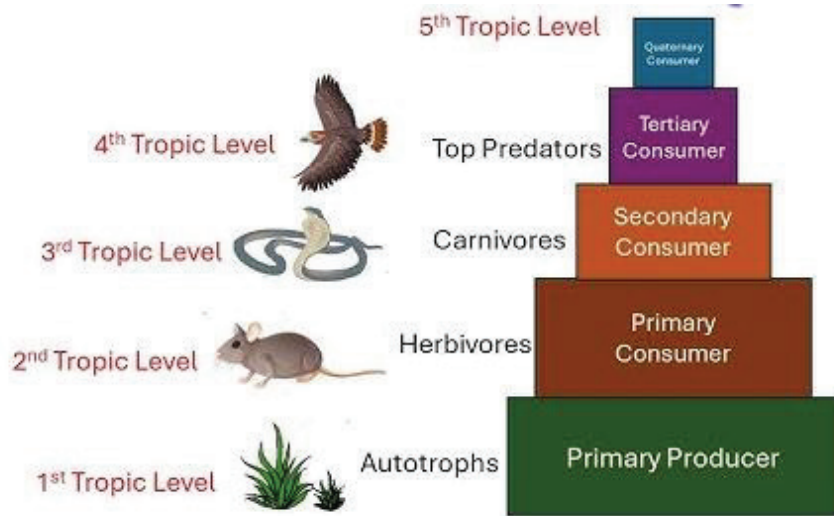 5th Tropic Level
Quaternary
Consumer
4th Tropic Level
Top Predators
Tertiary
Consumer
3rd Tropic Level
Carnivores
Secondary
Consumer
2nd Tropic Level
Herbivores
Primary
Consumer
1st Tropic Level
Autotrophs
Primary Producer